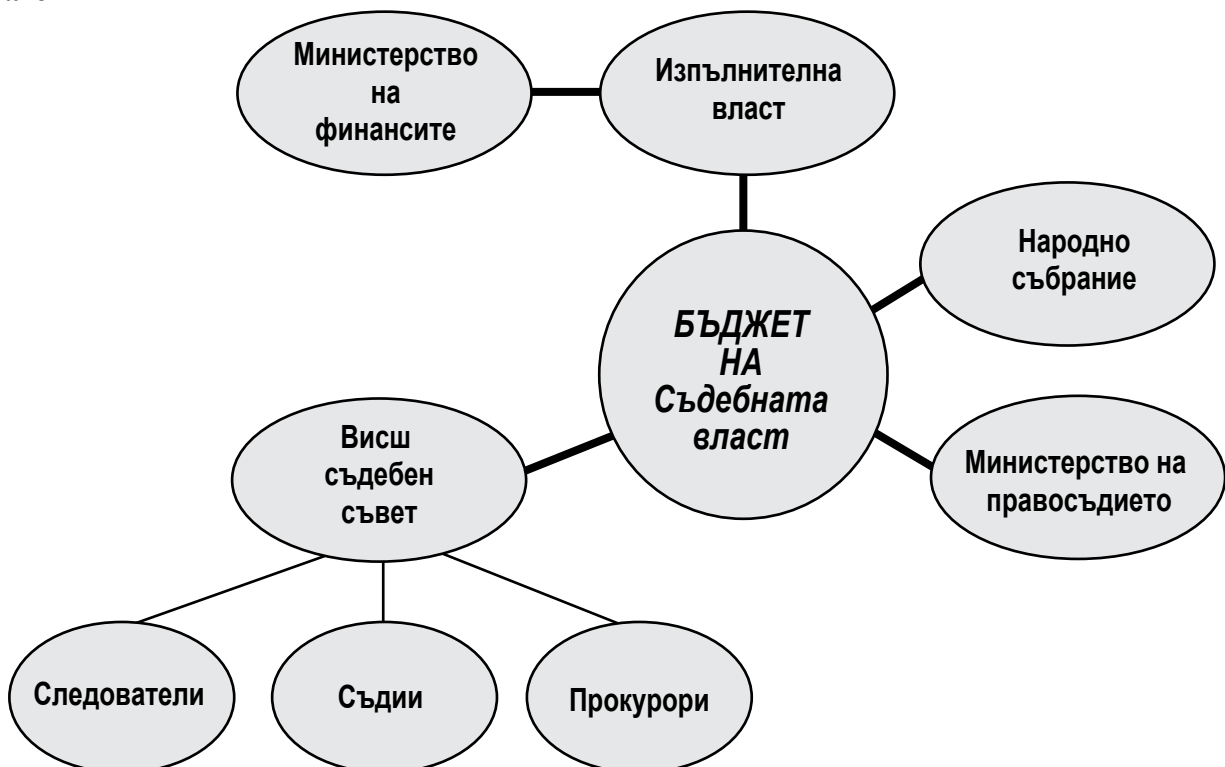 Министерство
на
финансите
Изпълнителна
власт
Народно
събрание
БЪДЖЕТ
НА
Съдебната
власт
Министерство на
правосъдието
Висш
съдебен
съвет
Следователи
Съдии
Прокурори